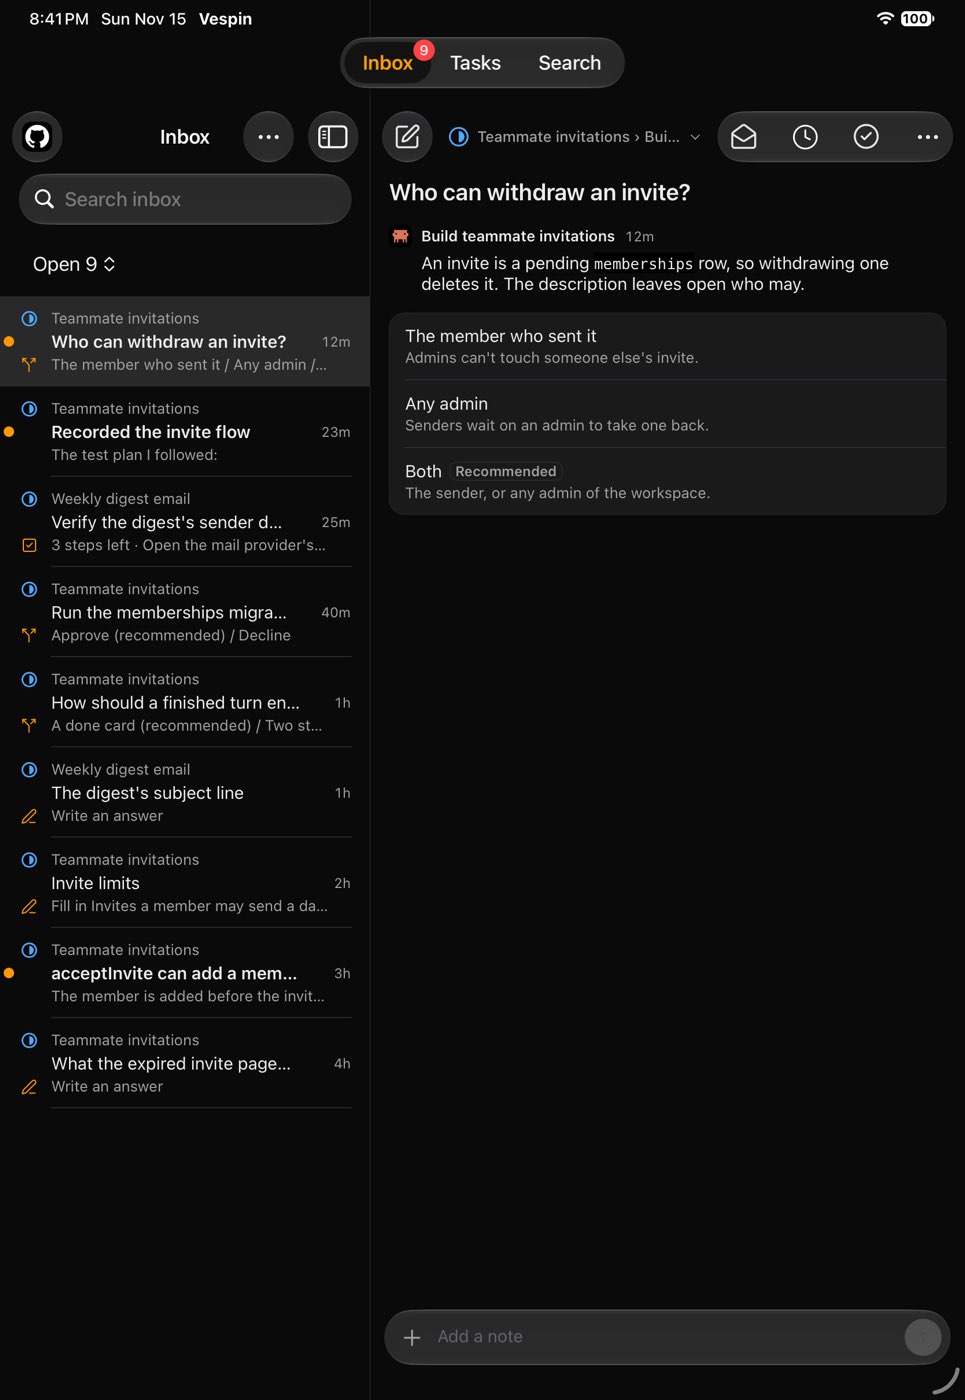 8:41 PM Sun Nov 15 Vespin
100
Inbox 9 Tasks Search
Inbox
Search inbox
Open 9
Teammate invitations
Who can withdraw an invite? 12m
The member who sent it / Any admin /...
Teammate invitations
Recorded the invite flow 23m
The test plan I followed:
Weekly digest email
Verify the digest's sender d... 25m
3 steps left · Open the mail provider's...
Teammate invitations
Run the memberships migra... 40m
Approve (recommended) / Decline
Teammate invitations
How should a finished turn en... 1h
A done card (recommended) / Two st...
Weekly digest email
The digest's subject line 1h
Write an answer
Teammate invitations
Invite limits 2h
Fill in Invites a member may send a da...
Teammate invitations
acceptInvite can add a mem... 3h
The member is added before the invit...
Teammate invitations
What the expired invite page... 4h
Write an answer
Teammate invitations › Bui...
Who can withdraw an invite?
Build teammate invitations 12m
An invite is a pending memberships row, so withdrawing one
deletes it. The description leaves open who may.
The member who sent it
Admins can't touch someone else's invite.
Any admin
Senders wait on an admin to take one back.
Both Recommended
The sender, or any admin of the workspace.
Add a note